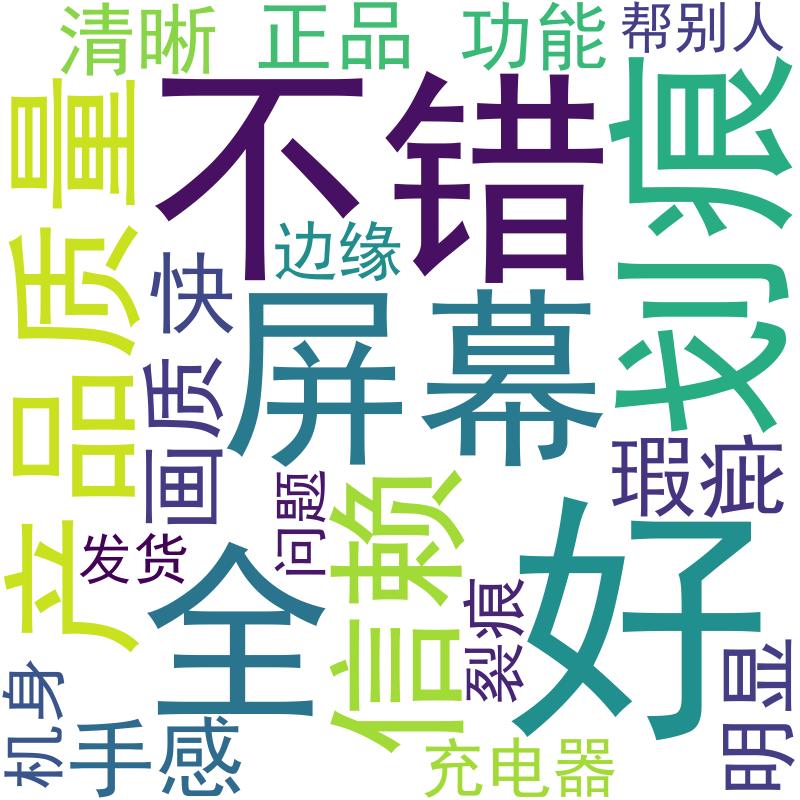 清晰
正品
功能
帮别人
不错
划痕
产品质量
边缘
快
屏幕
画质
瑕疵
信赖
问题
发货
好
全
裂痕
明显
机身
手感
充电器